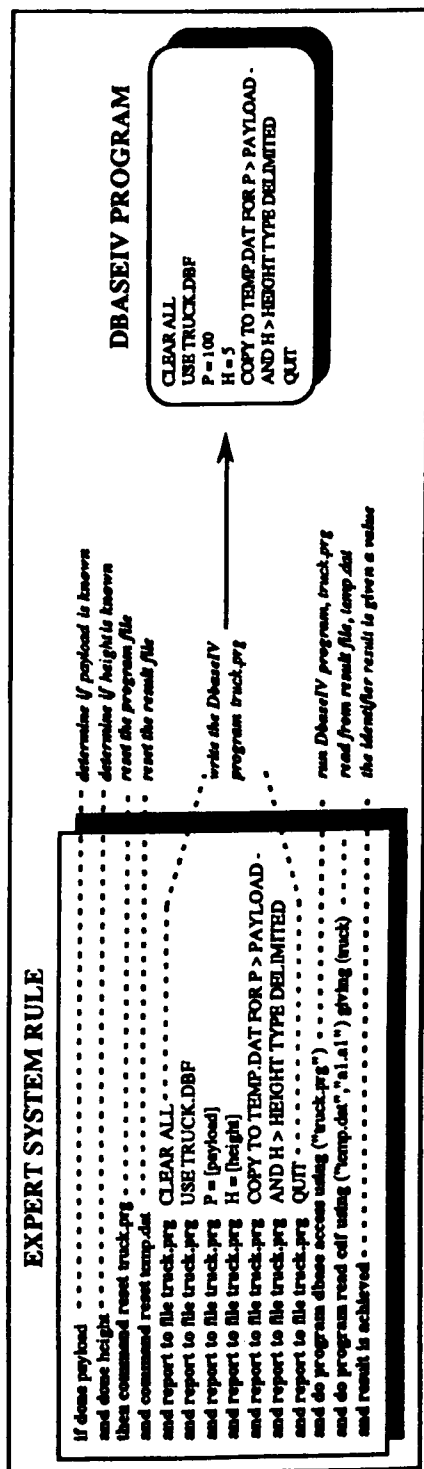 EXPERT SYSTEM RULE
if done payload
and done height
then command reset truck.prg
and command reset temp.dat
and report to file truck.prg CLEAR ALL
and report to file truck.prg USE TRUCK.DBF
and report to file truck.prg P = [payload]
and report to file truck.prg H = [height]
and report to file truck.prg COPY TO TEMP.DAT FOR P > PAYLOAD -
and report to file truck.prg AND H > HEIGHT TYPE DELIMITED
and report to file truck.prg QUIT
and do program dbase access using ("truck.prg")
and do program read cdf using ("temp.dat","a1.a1") giving (truck)
and result is achieved
determine if payload is known
determine if height is known
reset the program file
reset the result file
write the DbaseIV
program truck.prg
run DbaseIV program, truck.prg
read from result file, temp.dat
the identifier result is given a value
DBASEIV PROGRAM
CLEAR ALL
USE TRUCK.DBF
P = 100
H = 5
COPY TO TEMP.DAT FOR P > PAYLOAD -
AND H > HEIGHT TYPE DELIMITED
QUIT